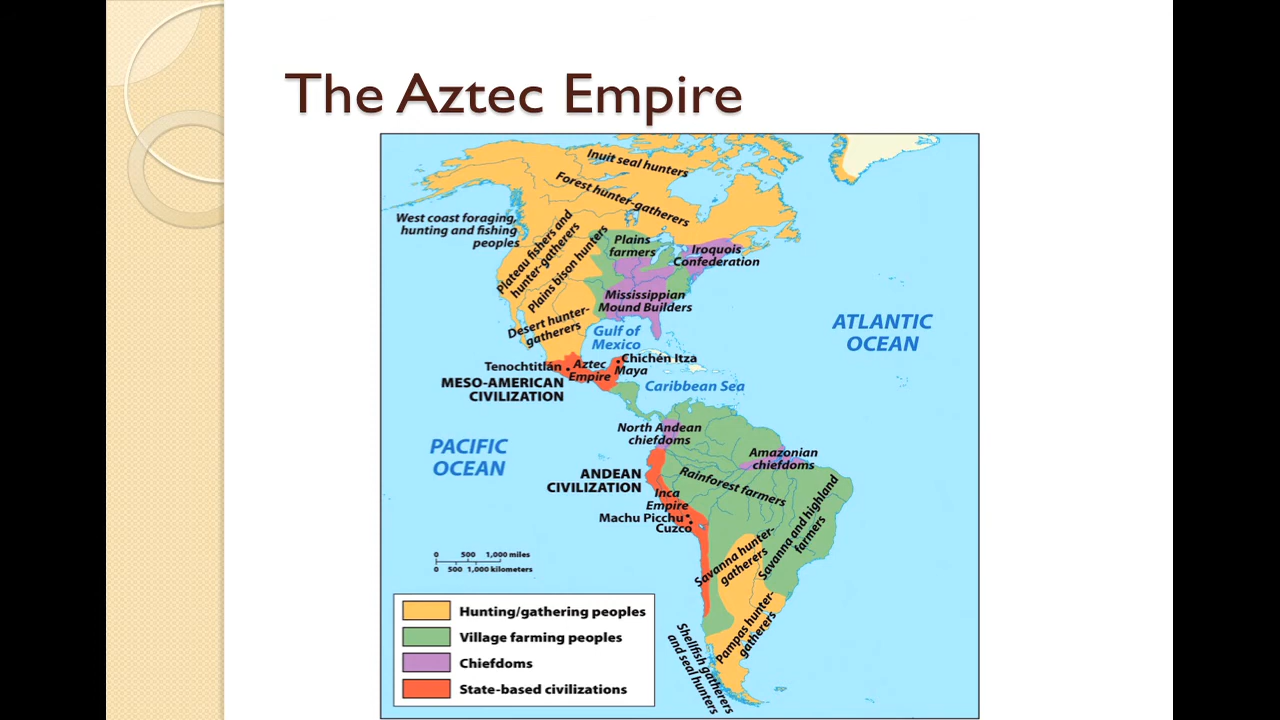 The Aztec Empire
Inuit seal hunters
Forest hunter-gatherers
West coast foraging,
hunting and fishing
peoples
Plateau fishers and
hunter-gatherers
Plains bison hunters
Plains
farmers
Iroquois
Confederation
Mississippian
Mound Builders
Desert hunter-
gatherers
Gulf of
Mexico
ATLANTIC
OCEAN
Tenochtitlán
Aztec
Empire
Chichén Itza
Maya
MESO-AMERICAN
CIVILIZATION
Caribbean Sea
PACIFIC
OCEAN
North Andean
chiefdoms
Amazonian
chiefdoms
ANDEAN
CIVILIZATION
Rainforest farmers
Inca
Empire
Machu Picchu
Cuzco
Savanna and highland
farmers
Savanna hunter-
gatherers
Pampas hunter-
gatherers
Shellfish gatherers
and seal hunters
0 500 1,000 miles
0 500 1,000 kilometers
Hunting/gathering peoples
Village farming peoples
Chiefdoms
State-based civilizations